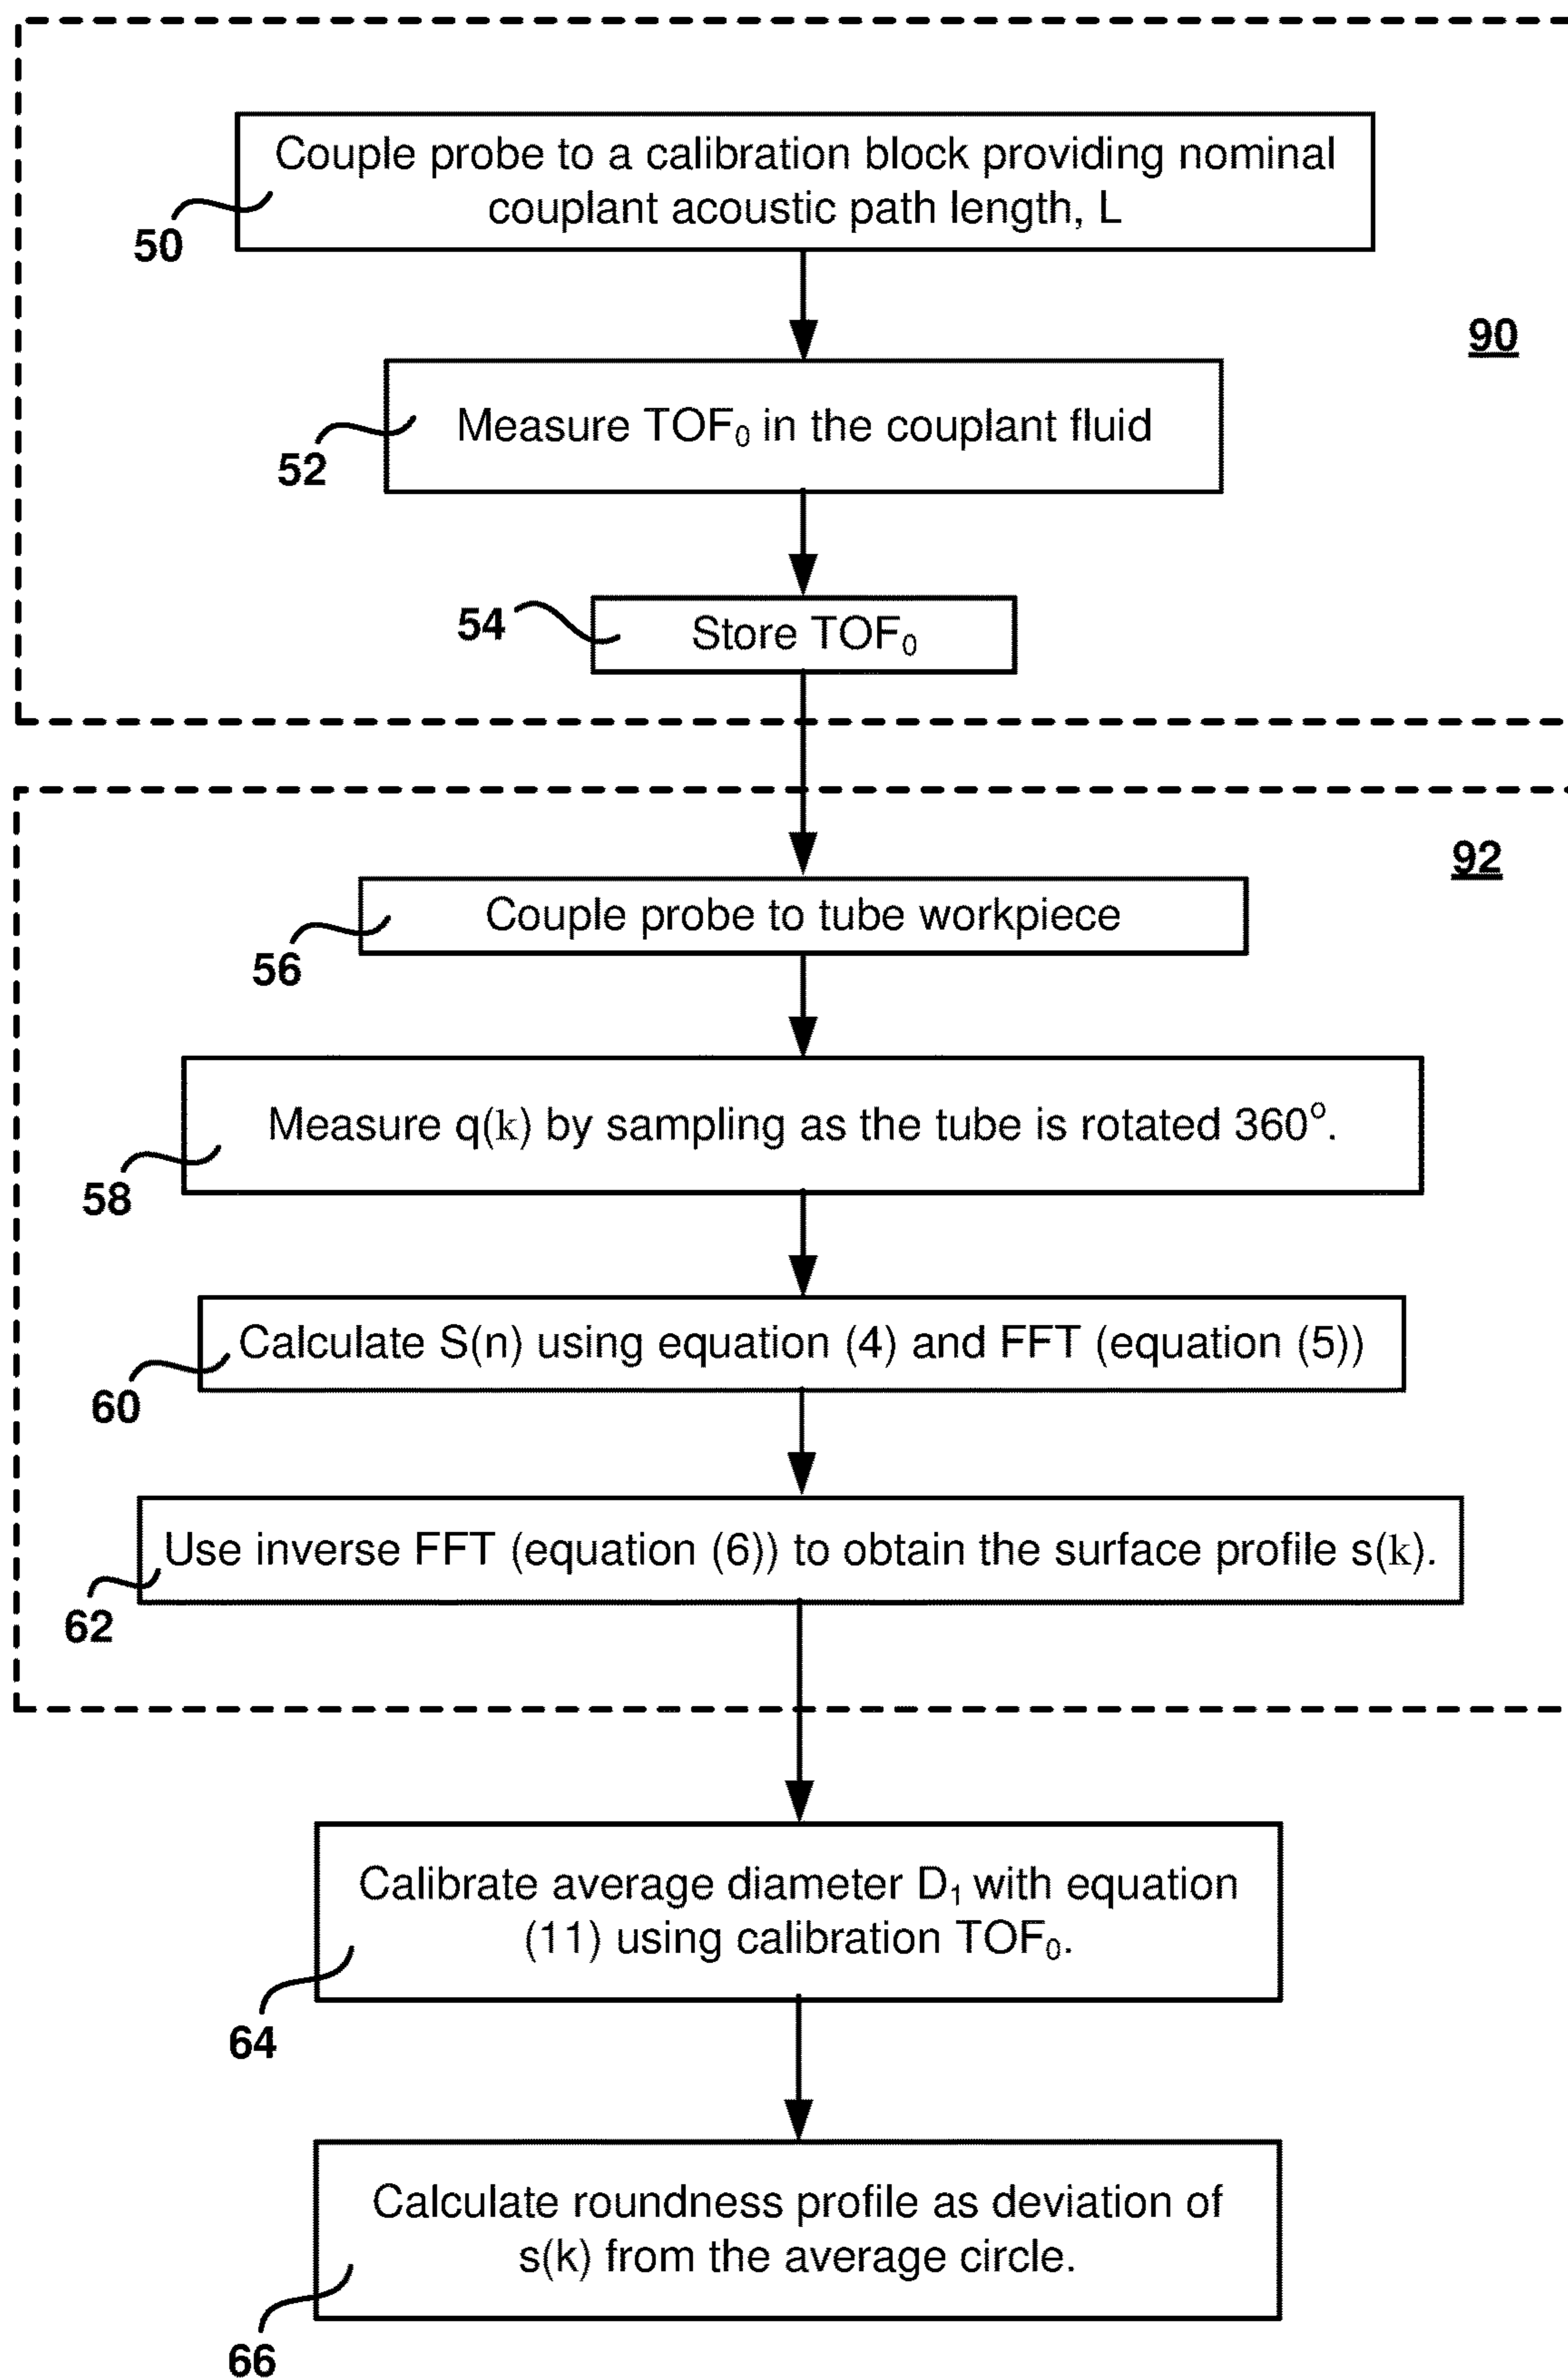 Couple probe to a calibration block providing nominal
couplant acoustic path length, L
50
90
Measure TOF₀ in the couplant fluid
52
54
Store TOF₀
92
Couple probe to tube workpiece
56
Measure q(k) by sampling as the tube is rotated 360°.
58
Calculate S(n) using equation (4) and FFT (equation (5))
60
Use inverse FFT (equation (6)) to obtain the surface profile s(k).
62
Calibrate average diameter D₁ with equation
(11) using calibration TOF₀.
64
Calculate roundness profile as deviation of
s(k) from the average circle.
66